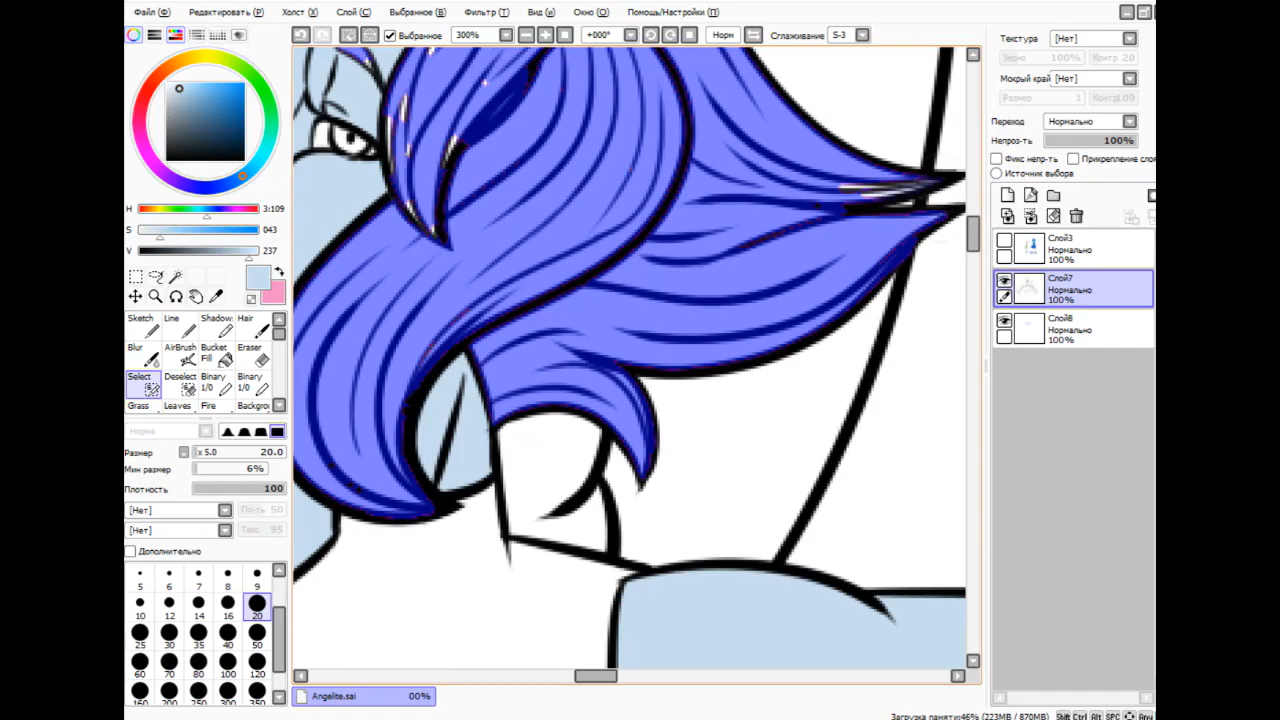 Файл (Ф) Редактировать (Р) Холст (Х) Слой (С) Выбранное (В) Фильтр (Т) Вид (и) Окно (О) Помощь/Настройки (П)
Выбранное 300% +000° Норм Сглаживание S-3
Текстура [Нет]
Зерно 100% Контр 20
Мокрый край [Нет]
Размер 1 Контр 100
Переход Нормально
Непроз-ть 100%
Фикс непр-ть Прикрепление
Источник выбора
H 3:109
S 043
V 237
Слой3
Нормально
100%
Слой7
Нормально
100%
Слой8
Нормально
100%
Sketch Line Shadow Hair
Blur AirBrush Bucket Fill Eraser
Select Deselect Binary 1/0 Binary 1/0
Grass Leaves Fire Backgro
Норма
Размер x 5.0 20.0
Мин размер 6%
Плотность 100
[Нет] Инть 50
[Нет] Текс. 95
Дополнительно
5 6 7 8 9
10 12 14 16 20
25 30 35 40 50
60 70 80 100 120
160 200 250 300 350
Angelite.sai 00%
Загрузка памяти:46% (223MB / 870MB) Shift Ctrl Alt SPC Any